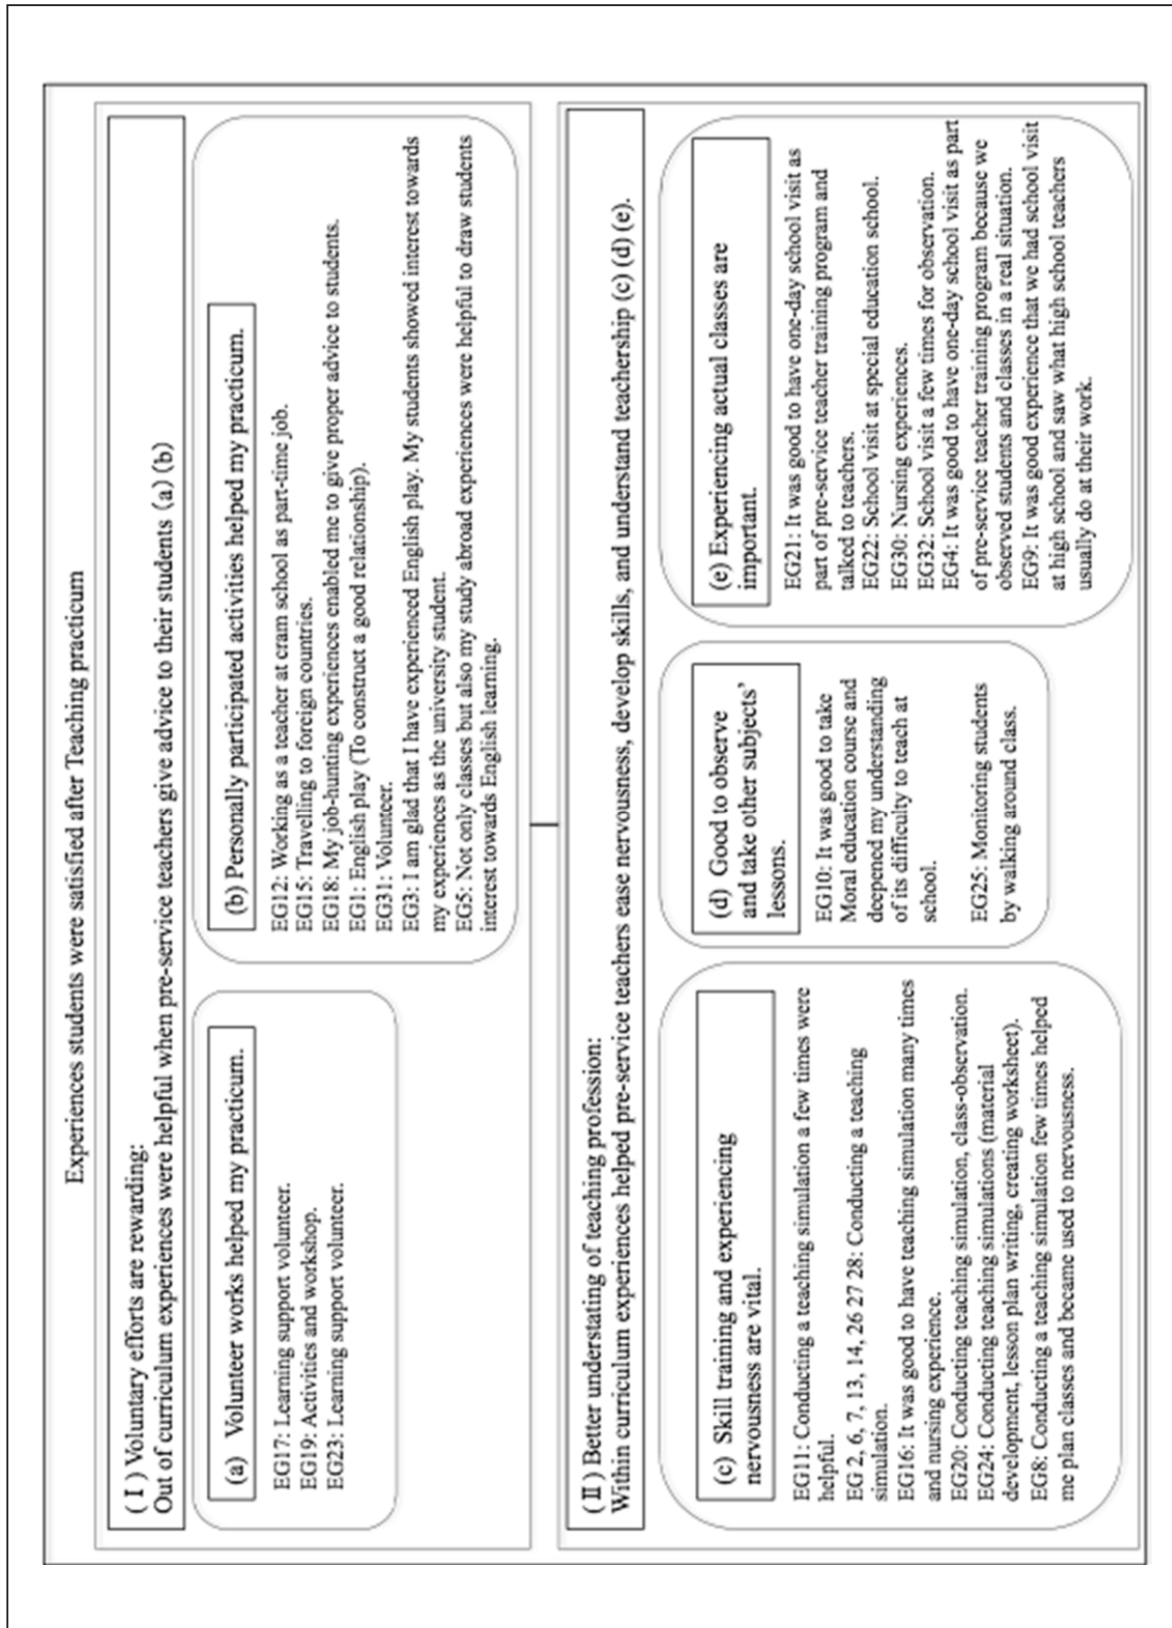 Experiences students were satisfied after Teaching practicum
( I ) Voluntary efforts are rewarding:
Out of curriculum experiences were helpful when pre-service teachers give advice to their students (a) (b)
(a) Volunteer works helped my practicum.
EG17: Learning support volunteer.
EG19: Activities and workshop.
EG23: Learning support volunteer.
(b) Personally participated activities helped my practicum.
EG12: Working as a teacher at cram school as part-time job.
EG15: Travelling to foreign countries.
EG18: My job-hunting experiences enabled me to give proper advice to students.
EG1: English play (To construct a good relationship).
EG31: Volunteer.
EG3: I am glad that I have experienced English play. My students showed interest towards
my experiences as the university student.
EG5: Not only classes but also my study abroad experiences were helpful to draw students
interest towards English learning.
( II ) Better understating of teaching profession:
Within curriculum experiences helped pre-service teachers ease nervousness, develop skills, and understand teachership (c) (d) (e).
(c) Skill training and experiencing
nervousness are vital.
EG11: Conducting a teaching simulation a few times were
helpful.
EG 2, 6, 7, 13, 14, 26 27 28: Conducting a teaching
simulation.
EG16: It was good to have teaching simulation many times
and nursing experience.
EG20: Conducting teaching simulation, class-observation.
EG24: Conducting teaching simulations (material
development, lesson plan writing, creating worksheet).
EG8: Conducting a teaching simulation few times helped
me plan classes and became used to nervousness.
(d) Good to observe
and take other subjects'
lessons.
EG10: It was good to take
Moral education course and
deepened my understanding
of its difficulty to teach at
school.
EG25: Monitoring students
by walking around class.
(e) Experiencing actual classes are
important.
EG21: It was good to have one-day school visit as
part of pre-service teacher training program and
talked to teachers.
EG22: School visit at special education school.
EG30: Nursing experiences.
EG32: School visit a few times for observation.
EG4: It was good to have one-day school visit as part
of pre-service teacher training program because we
observed students and classes in a real situation.
EG9: It was good experience that we had school visit
at high school and saw what high school teachers
usually do at their work.